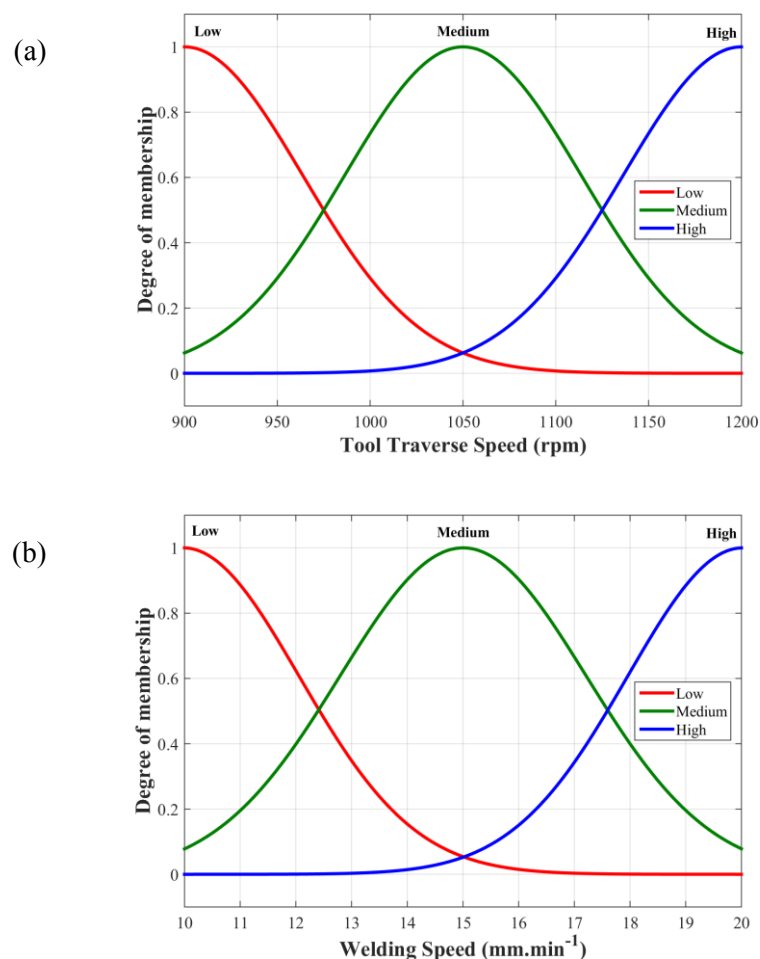 (a)
Low Medium High
1
0.8
0.6
0.4
0.2
0
Degree of membership
Low
Medium
High
900 950 1000 1050 1100 1150 1200
Tool Traverse Speed (rpm)
(b)
Low Medium High
1
0.8
0.6
0.4
0.2
0
Degree of membership
Low
Medium
High
10 11 12 13 14 15 16 17 18 19 20
Welding Speed (mm.min⁻¹)